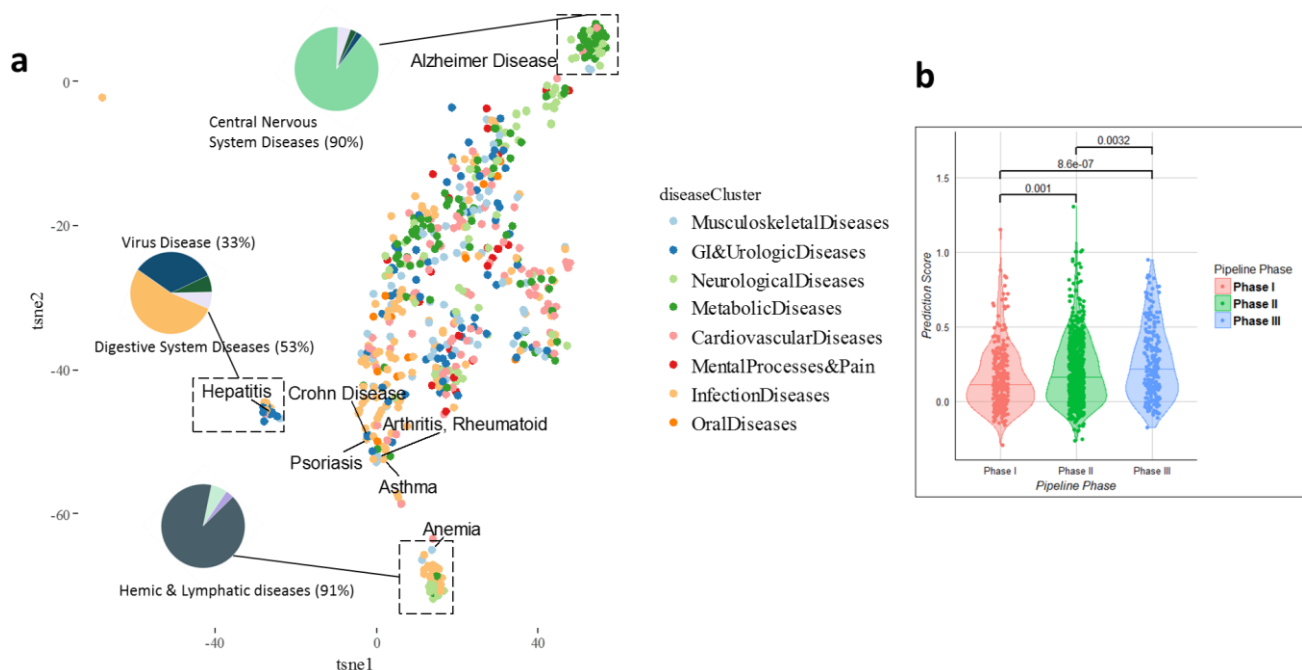 a
Alzheimer Disease
Central Nervous
System Diseases (90%)
Virus Disease (33%)
Digestive System Diseases (53%)
Hepatitis
Crohn Disease
Arthritis, Rheumatoid
Psoriasis
Asthma
Anemia
Hemic & Lymphatic diseases (91%)
0
-20
-40
-60
tsne2
-40
0
40
tsne1
diseaseCluster
MusculoskeletalDiseases
GI&UrologicDiseases
NeurologicalDiseases
MetabolicDiseases
CardiovascularDiseases
MentalProcesses&Pain
InfectionDiseases
OralDiseases
b
0.0032
8.6e-07
0.001
1.5
1.0
0.5
0.0
Prediction Score
Phase I
Phase II
Phase III
Pipeline Phase
Pipeline Phase
Phase I
Phase II
Phase III